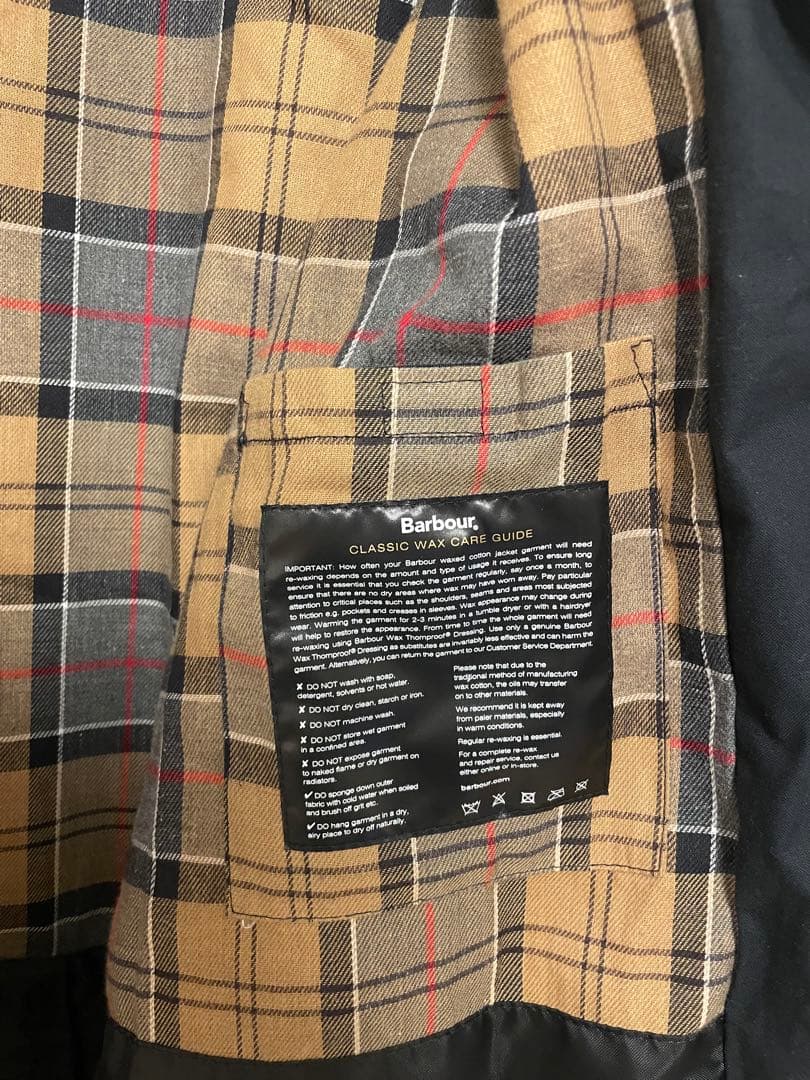 Barbour®
CLASSIC WAX CARE GUIDE
IMPORTANT: How often your Barbour waxed cotton jacket garment will need
re-waxing depends on the amount and type of usage it receives. To ensure long
service it is essential that you check the garment regularly, say once a month, to
ensure that there are no dry areas where wax may have worn away. Pay particular
attention to critical places such as the shoulders, seams and areas most subjected
to friction e.g. pockets and creases in sleeves. Wax appearance may change during
wear. Warming the garment for 2-3 minutes in a tumble dryer or with a hairdryer
will help to restore the appearance. From time to time the whole garment will need
re-waxing using Barbour Wax Thornproof® Dressing. Use only a genuine Barbour
Wax Thornproof® Dressing as substitutes are invariably less effective and can harm the
garment. Alternatively, you can return the garment to our Customer Service Department.
✗ DO NOT wash with soap,
detergent, solvents or hot water.
✗ DO NOT dry clean, starch or iron.
✗ DO NOT machine wash.
✗ DO NOT store wet garment
in a confined area.
✗ DO NOT expose garment
to naked flame or dry garment on
radiators.
✓ DO sponge down outer
fabric with cold water when soiled
and brush off grit etc.
✓ DO hang garment in a dry,
airy place to dry off naturally.
Please note that due to the
traditional method of manufacturing
wax cotton, the oils may transfer
on to other materials.
We recommend it is kept away
from paler materials, especially
in warm conditions.
Regular re-waxing is essential.
For a complete re-wax
and repair service, contact us
either online or in-store.
barbour.com